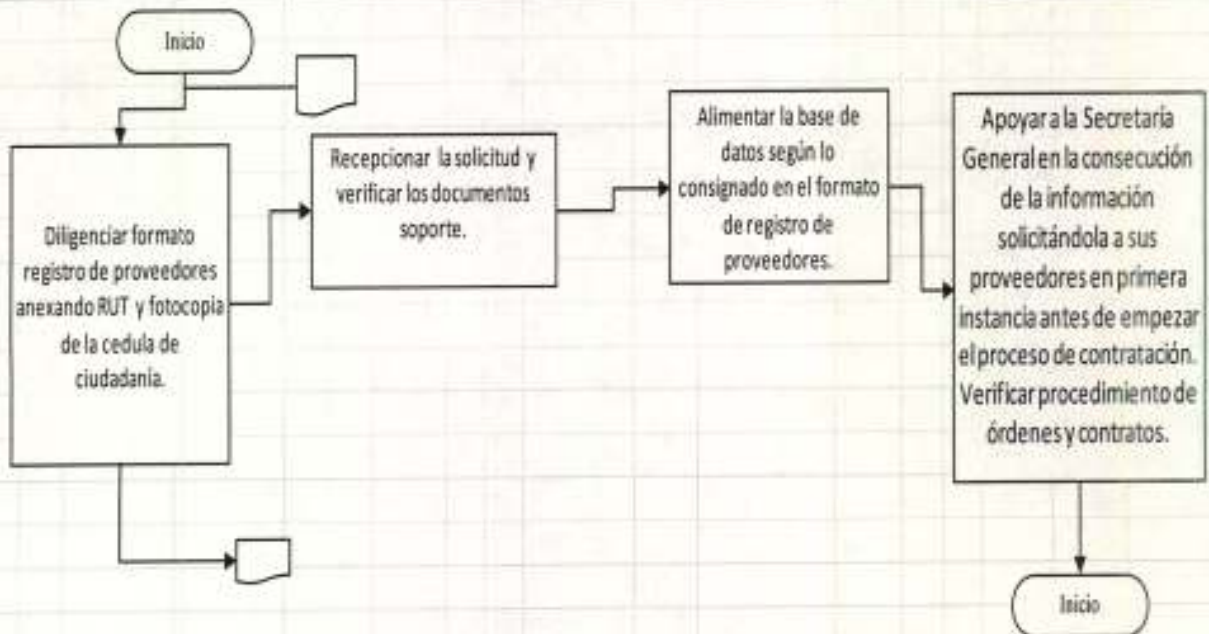 Inicio
Diligenciar formato
registro de proveedores
anexando RUT y fotocopia
de la cedula de
ciudadanía.
Recepcionar la solicitud y
verificar los documentos
soporte.
Alimentar la base de
datos según lo
consignado en el formato
de registro de
proveedores.
Apoyar a la Secretaría
General en la consecución
de la información
solicitándola a sus
proveedores en primera
instancia antes de empezar
el proceso de contratación.
Verificar procedimiento de
órdenes y contratos.
Inicio